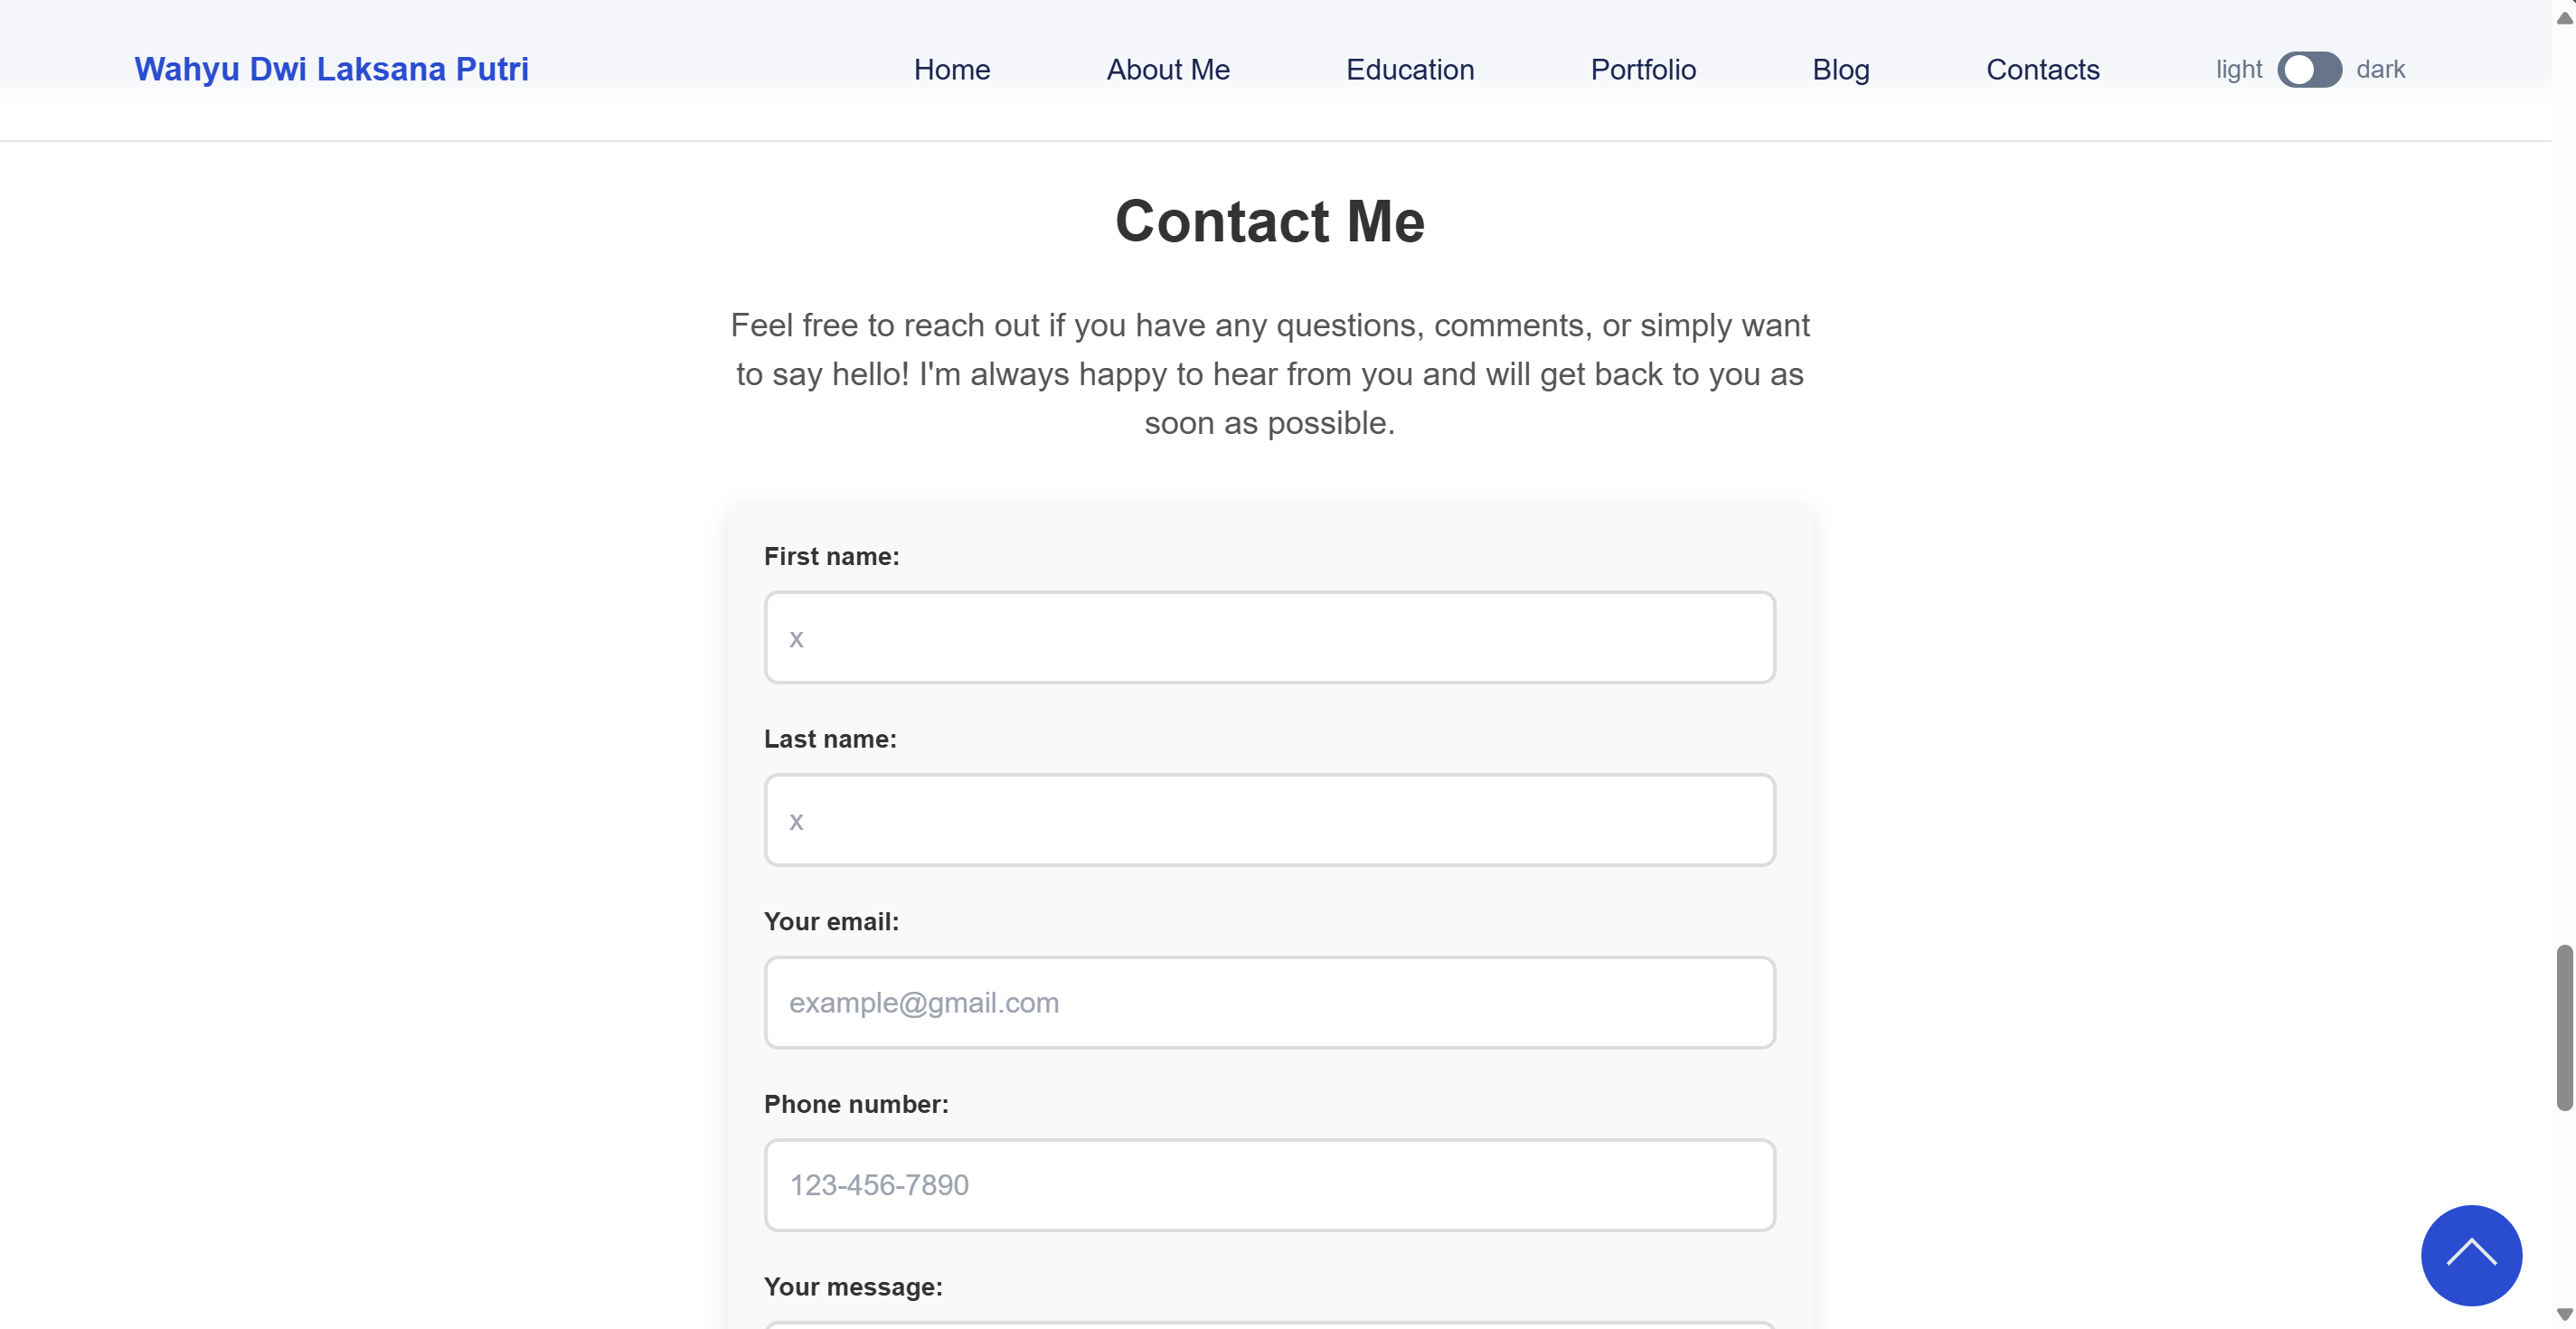 Wahyu Dwi Laksana Putri
Home
About Me
Education
Portfolio
Blog
Contacts
light
dark
Contact Me
Feel free to reach out if you have any questions, comments, or simply want
to say hello! I'm always happy to hear from you and will get back to you as
soon as possible.
First name:
x
Last name:
x
Your email:
example@gmail.com
Phone number:
123-456-7890
Your message: